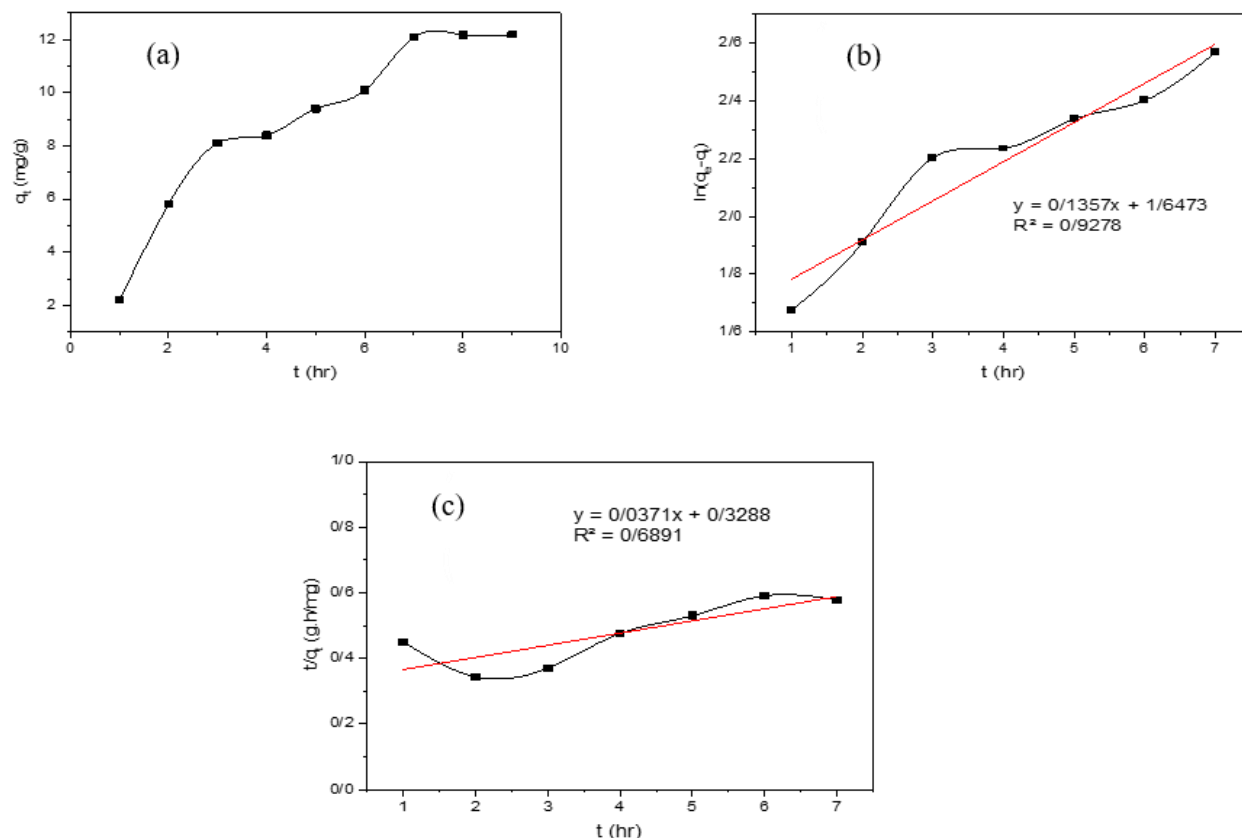 (a)
12
10
8
6
4
2
q_t (mg/g)
0 2 4 6 8 10
t (hr)
(b)
2/6
2/4
2/2
2/0
1/8
1/6
ln(q_e-q_t)
y = 0/1357x + 1/6473
R² = 0/9278
1 2 3 4 5 6 7
t (hr)
(c)
1/0
0/8
0/6
0/4
0/2
0/0
t/q_t (g.h/mg)
y = 0/0371x + 0/3288
R² = 0/6891
1 2 3 4 5 6 7
t (hr)